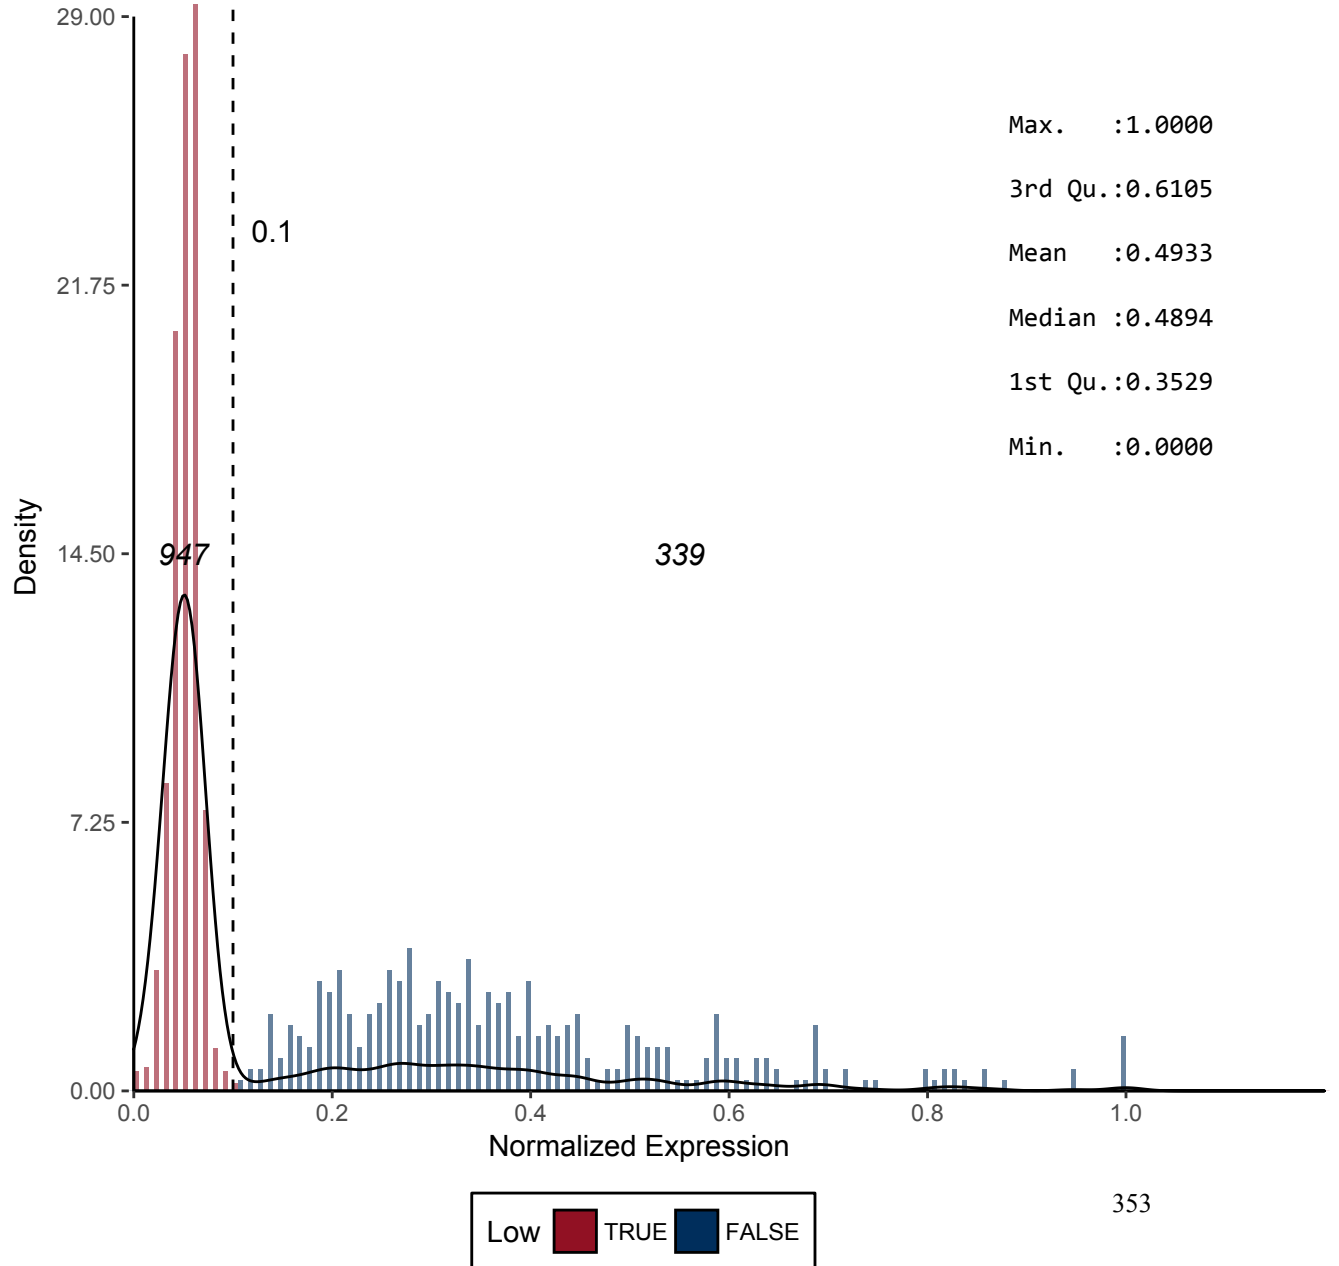 29.00
21.75
14.50
7.25
0.00
Density
0.1
947
339
Max.   :1.0000
3rd Qu.:0.6105
Mean   :0.4933
Median :0.4894
1st Qu.:0.3529
Min.   :0.0000
0.0 0.2 0.4 0.6 0.8 1.0
Normalized Expression
Low TRUE FALSE
353